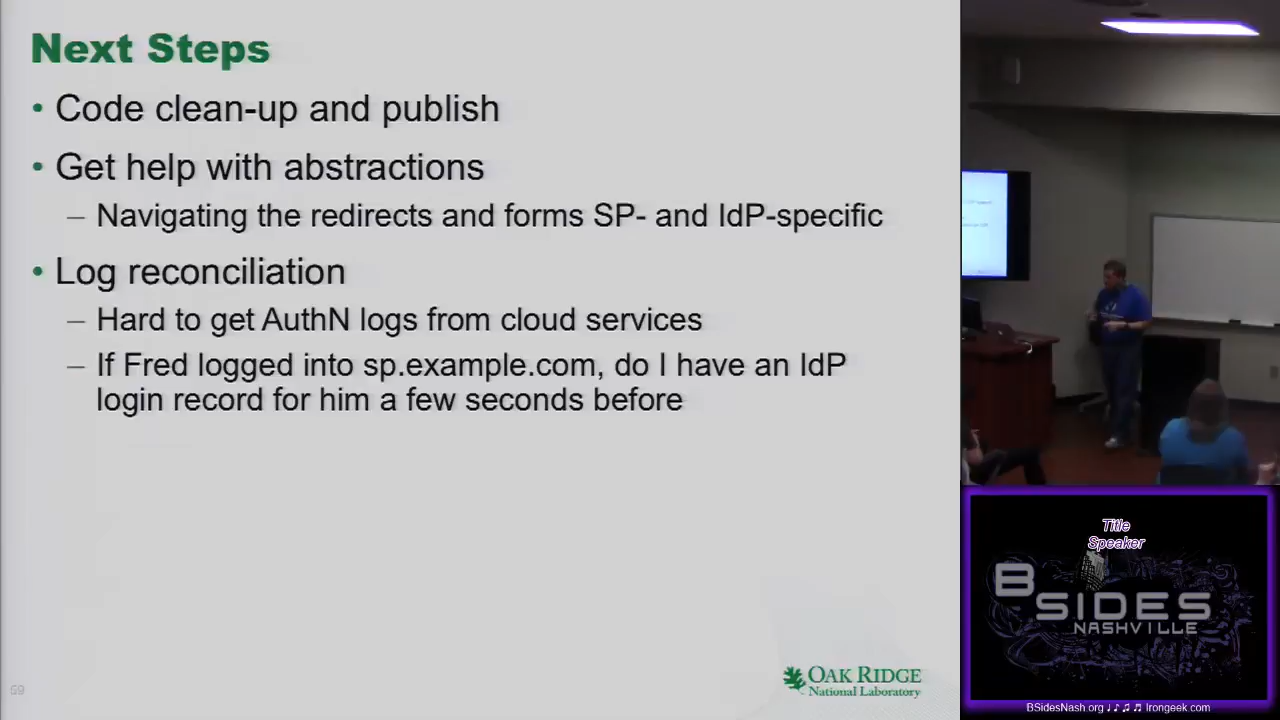 Next Steps
• Code clean-up and publish
• Get help with abstractions
– Navigating the redirects and forms SP- and IdP-specific
• Log reconciliation
– Hard to get AuthN logs from cloud services
– If Fred logged into sp.example.com, do I have an IdP
login record for him a few seconds before
59
OAK RIDGE
National Laboratory
Title
Speaker
BSIDES
NASHVILLE
BSidesNash.org ♩♪♫♬ Irongeek.com